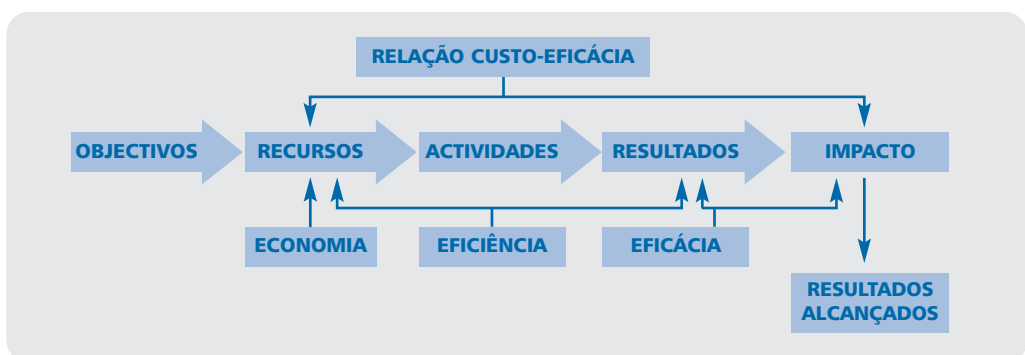 RELAÇÃO CUSTO-EFICÁCIA
OBJECTIVOS
RECURSOS
ACTIVIDADES
RESULTADOS
IMPACTO
ECONOMIA
EFICIÊNCIA
EFICÁCIA
RESULTADOS
ALCANÇADOS